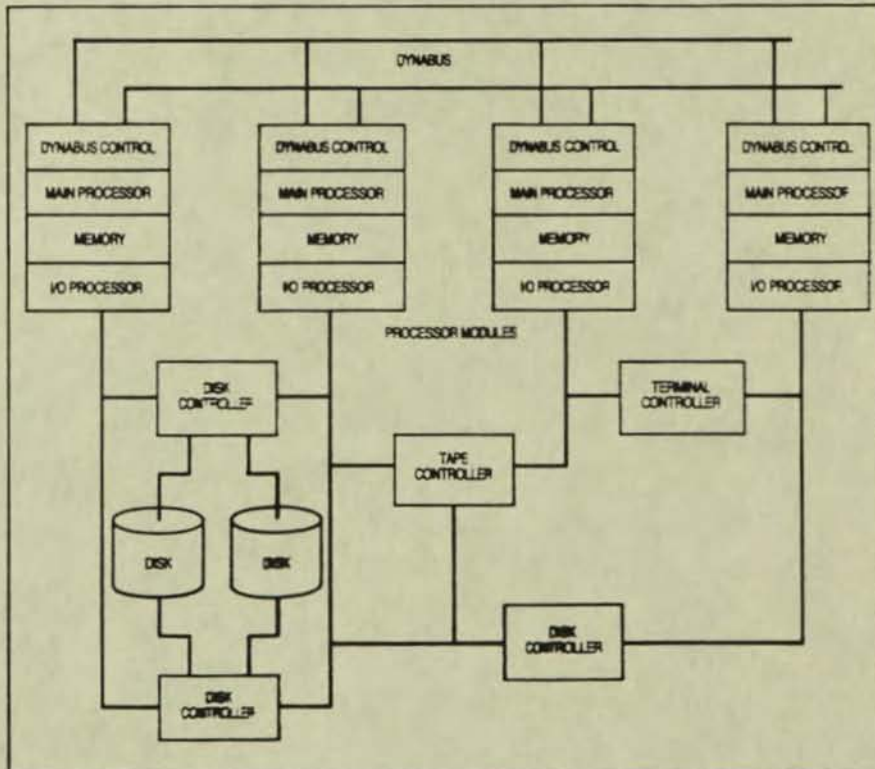 DYNABUS
DYNABUS CONTROL DYNABUS CONTROL DYNABUS CONTROL DYNABUS CONTROL
MAIN PROCESSOR MAIN PROCESSOR MAIN PROCESSOR MAIN PROCESSOR
MEMORY MEMORY MEMORY MEMORY
I/O PROCESSOR I/O PROCESSOR I/O PROCESSOR I/O PROCESSOR
PROCESSOR MODULES
DISK
CONTROLLER
TERMINAL
CONTROLLER
TAPE
CONTROLLER
DISK DISK
DISK
CONTROLLER
DISK
CONTROLLER